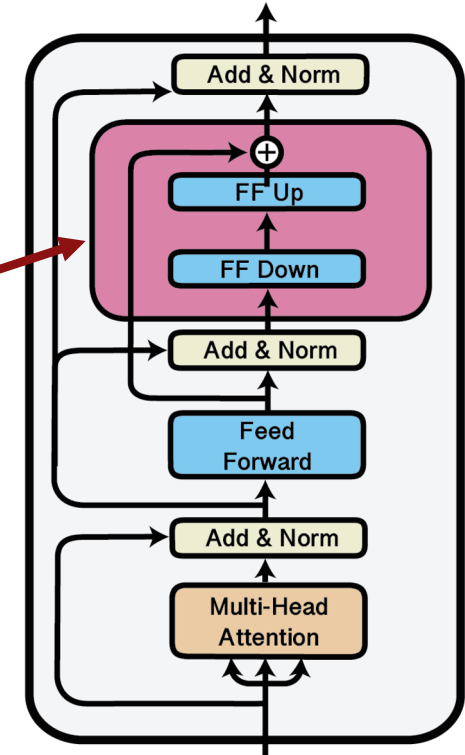 Add & Norm
+
FF Up
FF Down
Add & Norm
Feed
Forward
Add & Norm
Multi-Head
Attention